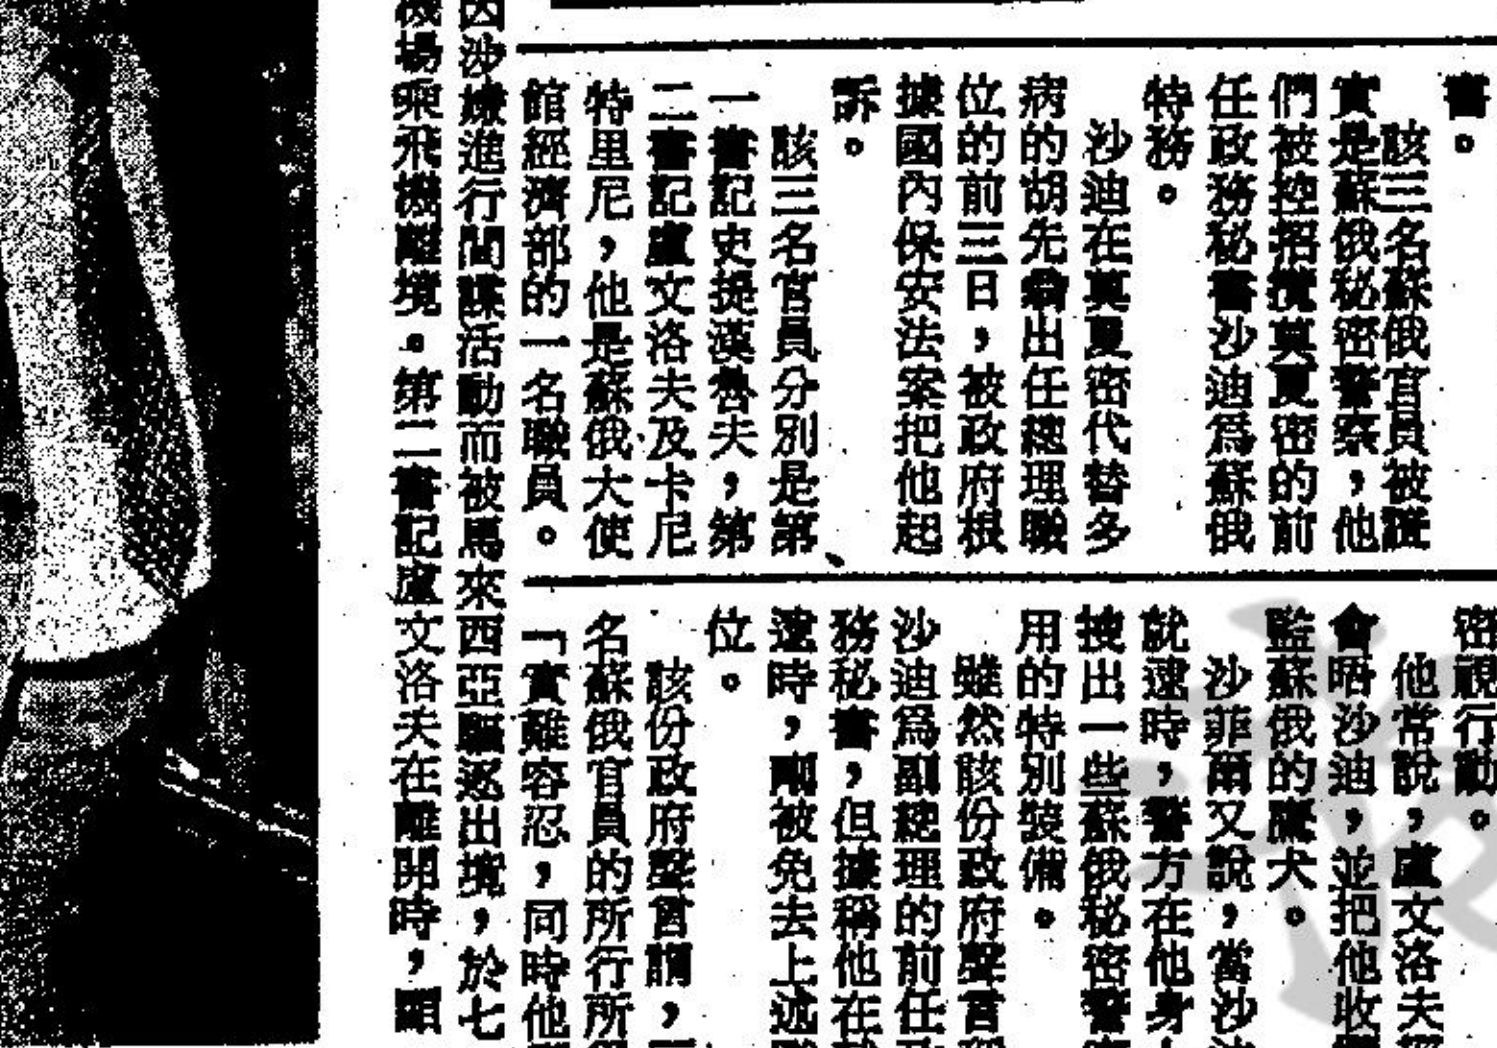 書。
該三名蘇俄官員被謊
實是蘇俄秘密警察，他
們被控招攬莫夏密的前
任政務秘書沙迪爲蘇俄
特務。
沙迪在莫夏密代替多
病的胡先翁出任總理職
位的前三日，被政府根
據國內保安法案把他起
訴。
該三名官員分別是第
一書記史提漢魯夫，第
二書記盧文洛夫及卡尼
特里尼，他是蘇俄大使
館經濟部的一名職員。
密視行動。
他常說，盧文洛夫
會晤沙迪，並把他收
監蘇俄的鷹犬。
沙菲爾又說，當沙
就逮時，警方在他身
搜出一些蘇俄秘密警
用的特別裝備。
雖然該份政府聲言
沙迪爲副總理的前任
務秘書，但據稱他在
逮時，剛被免去上述
位。
該份政府聲言謂，
名蘇俄官員的所行所
「實難容忍，同時他
因沙嫌進行間諜活動而被馬來西亞驅逐出境，於七
機場乘飛機離境。第二書記盧文洛夫在離開時，顯